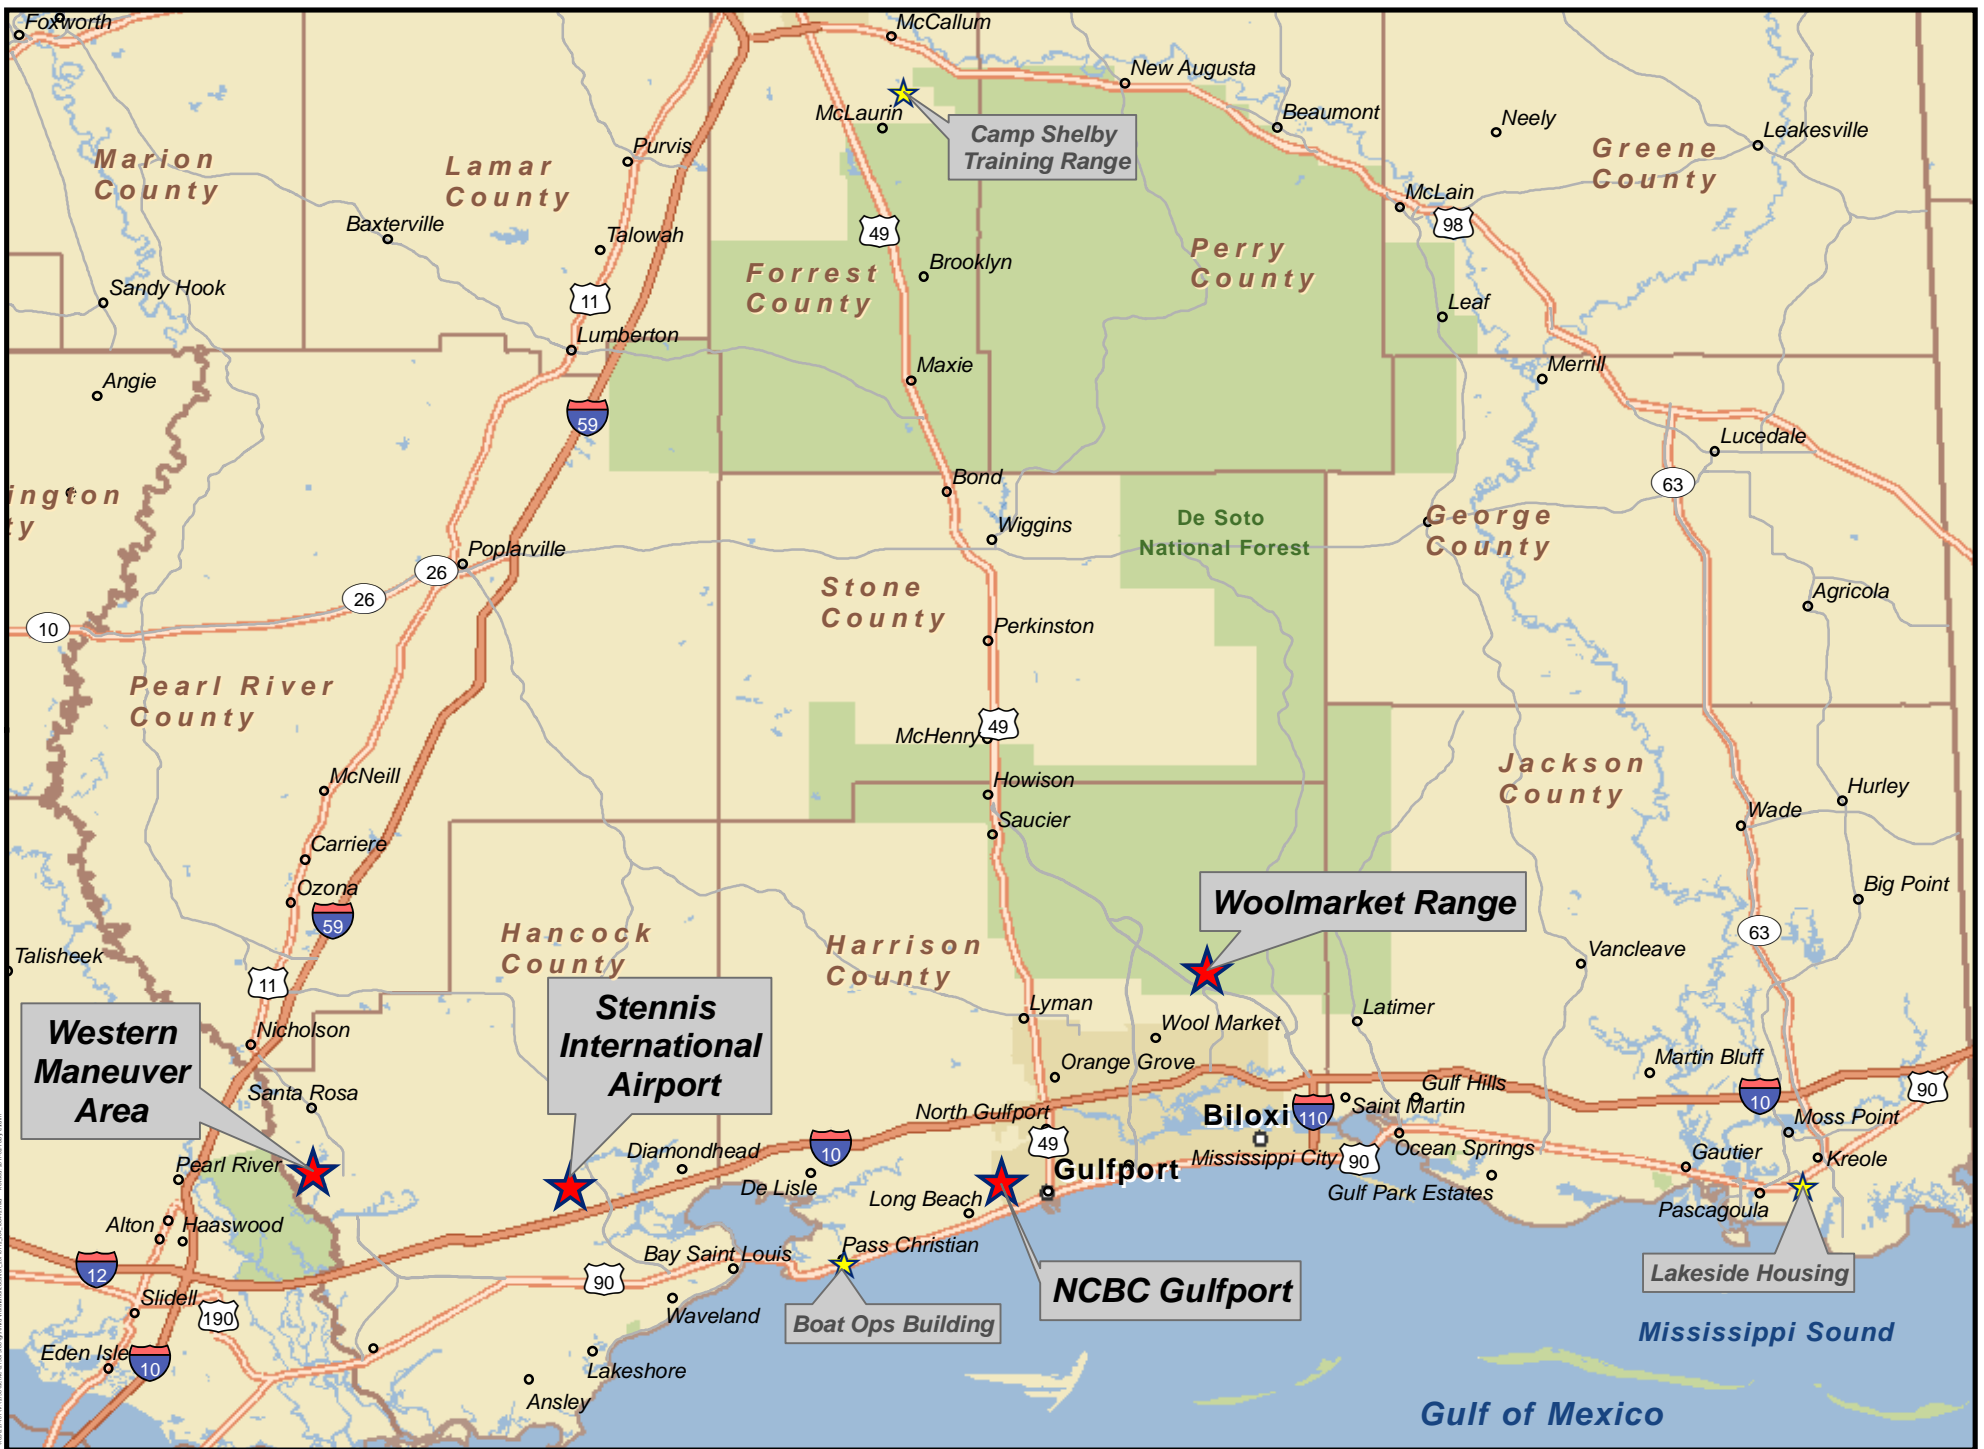 Foxworth
McCallum
New Augusta
Beaumont
Neely
Leakesville
McLaurin
Camp Shelby
Training Range
Purvis
Marion
County
Lamar
County
Greene
County
McLain
98
Baxterville
Talowah
49
Brooklyn
Perry
County
Forrest
County
Sandy Hook
11
Leaf
Lumberton
Angie
Maxie
Merrill
59
Lucedale
Bond
63
ington
ty
Wiggins
De Soto
National Forest
George
County
Poplarville
26
26
10
Stone
County
Agricola
Perkinston
Pearl River
County
49
McHenry
McNeill
Howison
Jackson
County
Hurley
Wade
Saucier
Carriere
Ozona
59
Big Point
Woolmarket Range
63
Hancock
County
Harrison
County
Talisheek
Vancleave
11
Stennis
International
Airport
Lyman
Latimer
Western
Maneuver
Area
Nicholson
Wool Market
Orange Grove
Martin Bluff
Santa Rosa
Gulf Hills
10
90
North Gulfport
Biloxi
110
Saint Martin
Moss Point
49
10
Diamondhead
Pearl River
Gulfport
Mississippi City
90
Ocean Springs
Gautier
Kreole
De Lisle
Long Beach
Gulf Park Estates
Pascagoula
Alton
Haaswood
Pass Christian
Bay Saint Louis
12
90
NCBC Gulfport
Lakeside Housing
Slidell
190
Waveland
Boat Ops Building
Mississippi Sound
Eden Isle
10
Lakeshore
Ansley
Gulf of Mexico